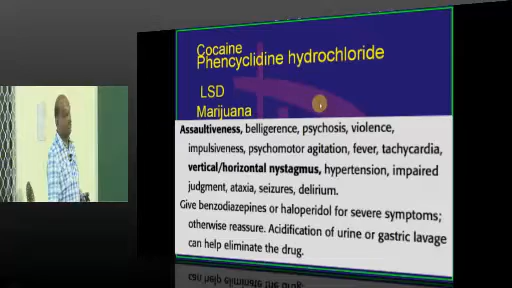 Cocaine
Phencyclidine hydrochloride
LSD
Marijuana
Assaultiveness, belligerence, psychosis, violence,
impulsiveness, psychomotor agitation, fever, tachycardia,
vertical/horizontal nystagmus, hypertension, impaired
judgment, ataxia, seizures, delirium.
Give benzodiazepines or haloperidol for severe symptoms;
otherwise reassure. Acidification of urine or gastric lavage
can help eliminate the drug.